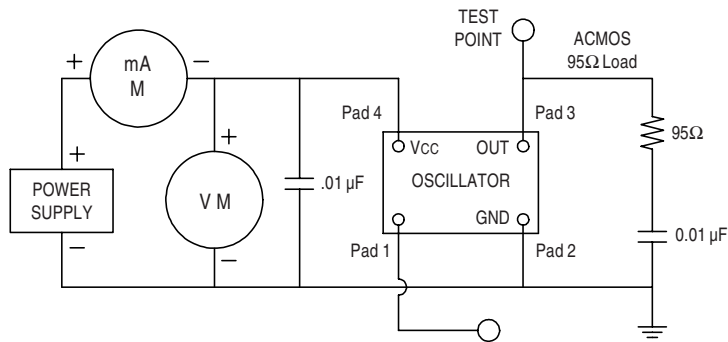 TEST
POINT
ACMOS
95Ω Load
+
mA
M
−
Pad 4
Pad 3
+
VCC
OUT
95Ω
+
POWER
SUPPLY
V M
.01 µF
OSCILLATOR
GND
−
−
Pad 1
Pad 2
0.01 µF